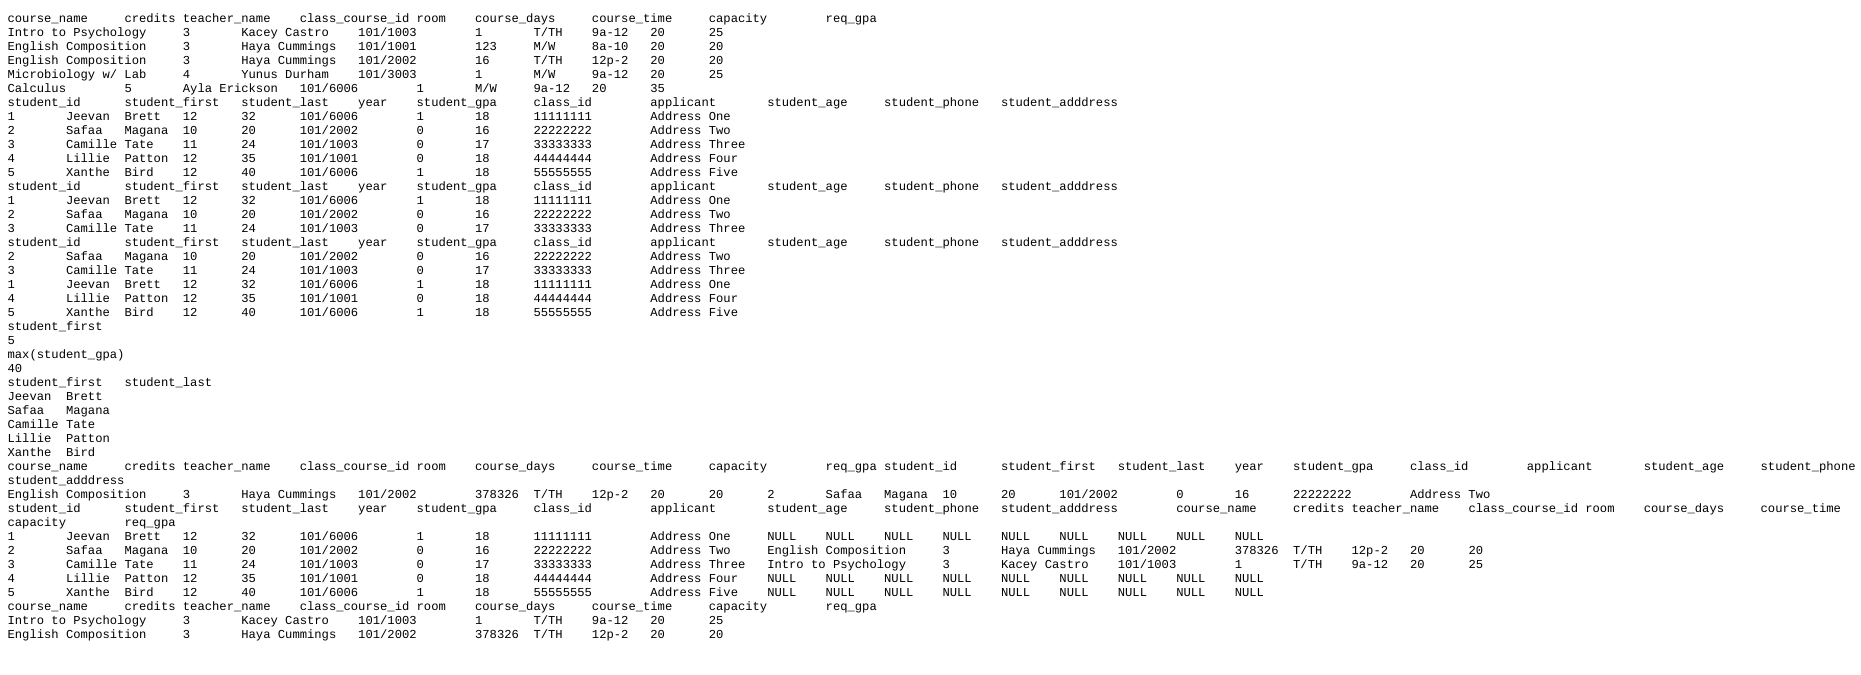 course_name	credits	teacher_name	class_course_id	room	course_days	course_time	capacity	req_gpa
Intro to Psychology	3	Kacey Castro	101/1003	1	T/TH	9a-12	20	25
English Composition	3	Haya Cummings	101/1001	123	M/W	8a-10	20	20
English Composition	3	Haya Cummings	101/2002	16	T/TH	12p-2	20	20
Microbiology w/ Lab	4	Yunus Durham	101/3003	1	M/W	9a-12	20	25
Calculus	5	Ayla Erickson	101/6006	1	M/W	9a-12	20	35
student_id	student_first	student_last	year	student_gpa	class_id	applicant	student_age	student_phone	student_adddress
1	Jeevan	Brett	12	32	101/6006	1	18	11111111	Address One
2	Safaa	Magana	10	20	101/2002	0	16	22222222	Address Two
3	Camille	Tate	11	24	101/1003	0	17	33333333	Address Three
4	Lillie	Patton	12	35	101/1001	0	18	44444444	Address Four
5	Xanthe	Bird	12	40	101/6006	1	18	55555555	Address Five
student_id	student_first	student_last	year	student_gpa	class_id	applicant	student_age	student_phone	student_adddress
1	Jeevan	Brett	12	32	101/6006	1	18	11111111	Address One
2	Safaa	Magana	10	20	101/2002	0	16	22222222	Address Two
3	Camille	Tate	11	24	101/1003	0	17	33333333	Address Three
student_id	student_first	student_last	year	student_gpa	class_id	applicant	student_age	student_phone	student_adddress
2	Safaa	Magana	10	20	101/2002	0	16	22222222	Address Two
3	Camille	Tate	11	24	101/1003	0	17	33333333	Address Three
1	Jeevan	Brett	12	32	101/6006	1	18	11111111	Address One
4	Lillie	Patton	12	35	101/1001	0	18	44444444	Address Four
5	Xanthe	Bird	12	40	101/6006	1	18	55555555	Address Five
student_first
5
max(student_gpa)
40
student_first	student_last
Jeevan	Brett
Safaa	Magana
Camille	Tate
Lillie	Patton
Xanthe	Bird
course_name	credits	teacher_name	class_course_id	room	course_days	course_time	capacity	req_gpa	student_id	student_first	student_last	year	student_gpa	class_id	applicant	student_age	student_phone
student_adddress
English Composition	3	Haya Cummings	101/2002	378326	T/TH	12p-2	20	20	2	Safaa	Magana	10	20	101/2002	0	16	22222222	Address Two
student_id	student_first	student_last	year	student_gpa	class_id	applicant	student_age	student_phone	student_adddress	course_name	credits	teacher_name	class_course_id	room	course_days	course_time
capacity	req_gpa
1	Jeevan	Brett	12	32	101/6006	1	18	11111111	Address One	NULL	NULL	NULL	NULL	NULL	NULL	NULL	NULL	NULL
2	Safaa	Magana	10	20	101/2002	0	16	22222222	Address Two	English Composition	3	Haya Cummings	101/2002	378326	T/TH	12p-2	20	20
3	Camille	Tate	11	24	101/1003	0	17	33333333	Address Three	Intro to Psychology	3	Kacey Castro	101/1003	1	T/TH	9a-12	20	25
4	Lillie	Patton	12	35	101/1001	0	18	44444444	Address Four	NULL	NULL	NULL	NULL	NULL	NULL	NULL	NULL	NULL
5	Xanthe	Bird	12	40	101/6006	1	18	55555555	Address Five	NULL	NULL	NULL	NULL	NULL	NULL	NULL	NULL	NULL
course_name	credits	teacher_name	class_course_id	room	course_days	course_time	capacity	req_gpa
Intro to Psychology	3	Kacey Castro	101/1003	1	T/TH	9a-12	20	25
English Composition	3	Haya Cummings	101/2002	378326	T/TH	12p-2	20	20